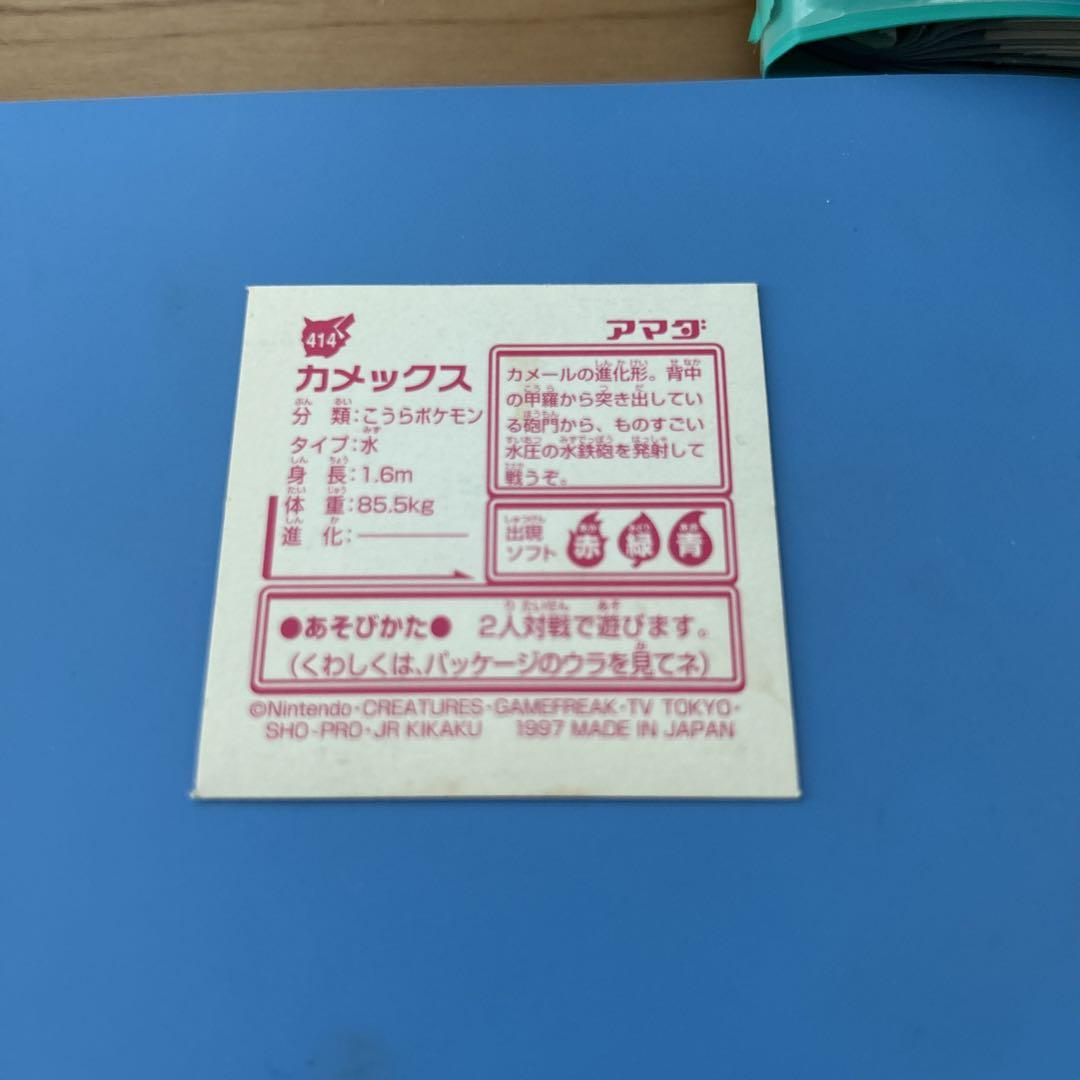 414
アマダ
カメックス
分類:こうらポケモン
タイプ:水
身長:1.6m
体重:85.5kg
進化:
カメールの進化形。背中
の甲羅から突き出してい
る砲門から、ものすごい
水圧の水鉄砲を発射して
戦うぞ。
出現
ソフト
赤 緑 青
●あそびかた● 2人対戦で遊びます。
(くわしくは、パッケージのウラを見てネ)
©Nintendo・CREATURES・GAMEFREAK・TV TOKYO・
SHO-PRO・JR KIKAKU 1997 MADE IN JAPAN